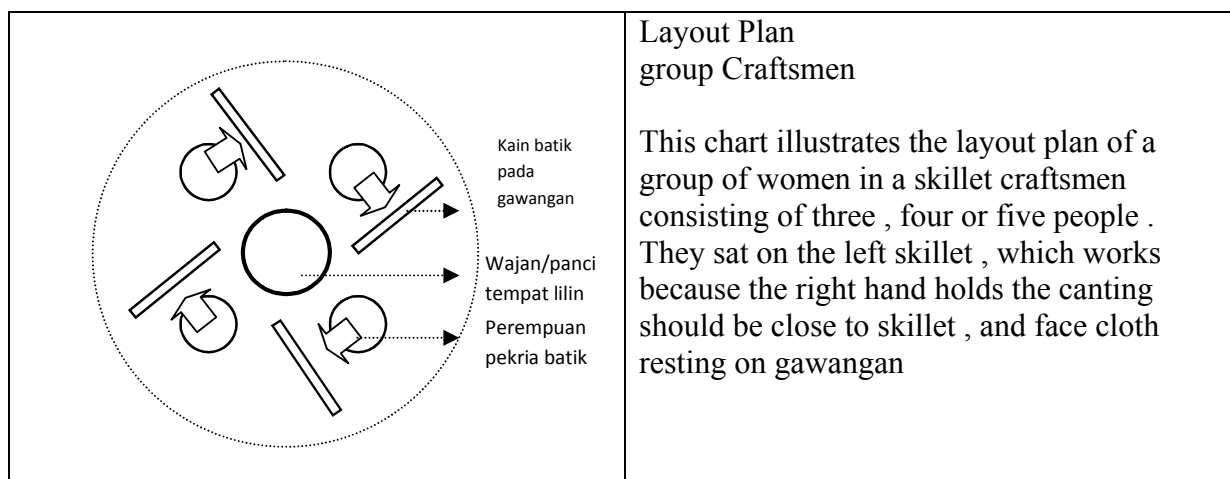 Kain batik
pada
gawangan
Wajan/panci
tempat lilin
Perempuan
pekria batik
Layout Plan
group Craftsmen
This chart illustrates the layout plan of a
group of women in a skillet craftsmen
consisting of three , four or five people .
They sat on the left skillet , which works
because the right hand holds the canting
should be close to skillet , and face cloth
resting on gawangan